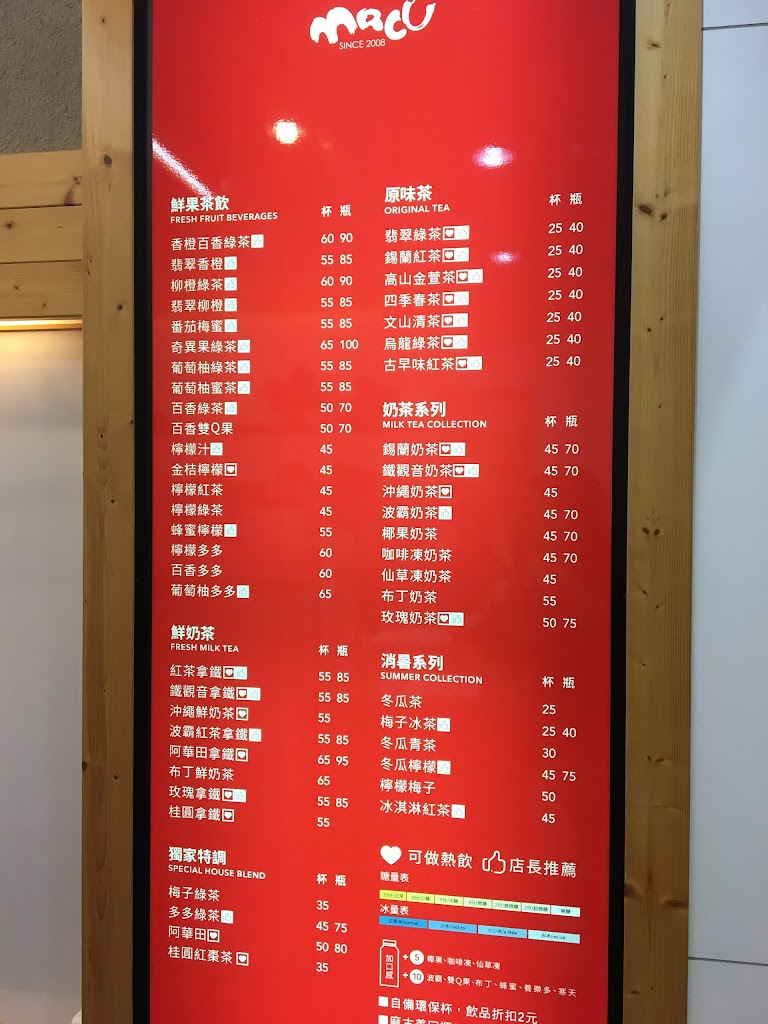 macu
SINCE 2008
鮮果茶飲
FRESH FRUIT BEVERAGES 杯 瓶
香橙百香綠茶 60 90
翡翠香橙 55 85
柳橙綠茶 60 90
翡翠柳橙 55 85
番茄梅蜜 55 85
奇異果綠茶 65 100
葡萄柚綠茶 55 85
葡萄柚蜜茶 55 85
百香綠茶 50 70
百香雙Q果 50 70
檸檬汁 45
金桔檸檬 45
檸檬紅茶 45
檸檬綠茶 45
蜂蜜檸檬 55
檸檬多多 60
百香多多 60
葡萄柚多多 65
鮮奶茶
FRESH MILK TEA 杯 瓶
紅茶拿鐵 55 85
鐵觀音拿鐵 55 85
沖繩鮮奶茶 55
波霸紅茶拿鐵 55 85
阿華田拿鐵 65 95
布丁鮮奶茶 65
玫瑰拿鐵 55 85
桂圓拿鐵 55
獨家特調
SPECIAL HOUSE BLEND 杯 瓶
梅子綠茶 35
多多綠茶 45 75
阿華田 50 80
桂圓紅棗茶 35
原味茶
ORIGINAL TEA 杯 瓶
翡翠綠茶 25 40
錫蘭紅茶 25 40
高山金萱茶 25 40
四季春茶 25 40
文山清茶 25 40
烏龍綠茶 25 40
古早味紅茶 25 40
奶茶系列
MILK TEA COLLECTION 杯 瓶
錫蘭奶茶 45 70
鐵觀音奶茶 45 70
沖繩奶茶 45
波霸奶茶 45 70
椰果奶茶 45 70
咖啡凍奶茶 45 70
仙草凍奶茶 45
布丁奶茶 55
玫瑰奶茶 50 75
消暑系列
SUMMER COLLECTION 杯 瓶
冬瓜茶 25
梅子冰茶 25 40
冬瓜青茶 30
冬瓜檸檬 45 75
檸檬梅子 50
冰淇淋紅茶 45
可做熱飲 店長推薦
糖量表
無糖
冰量表
去冰/no ice
加口感
+5 椰果、咖啡凍、仙草凍
+10 波霸、雙Q果、布丁、蜂蜜、養樂多、寒天
■自備環保杯，飲品折扣2元